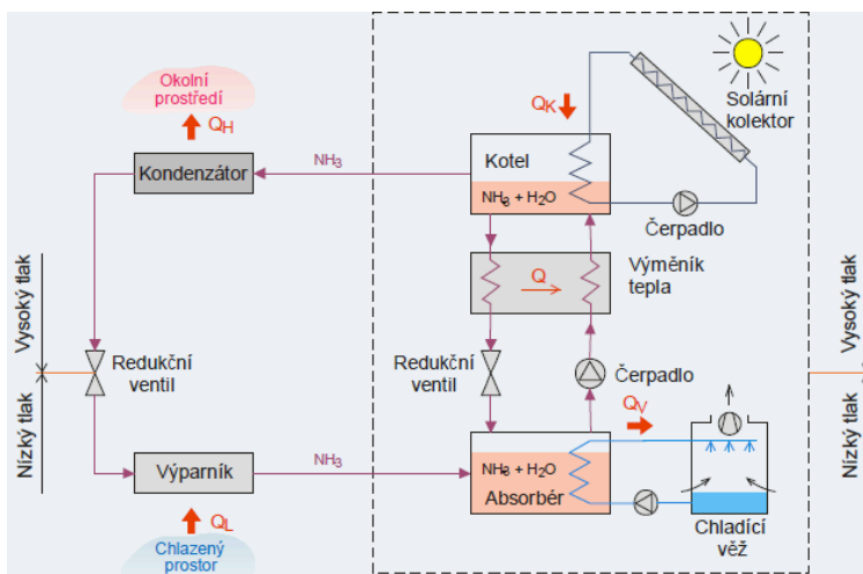 Okolní
prostředí
QH
Kondenzátor
NH3
QK
Kotel
NH3 + H2O
Solární
kolektor
Čerpadlo
Q
Výměník
tepla
Vysoký tlak
Nízký tlak
Redukční
ventil
Redukční
ventil
Čerpadlo
QV
Výparník
NH3
NH3 + H2O
Absorbér
QL
Chlazený
prostor
Chladící
věž
Vysoký tlak
Nízký tlak